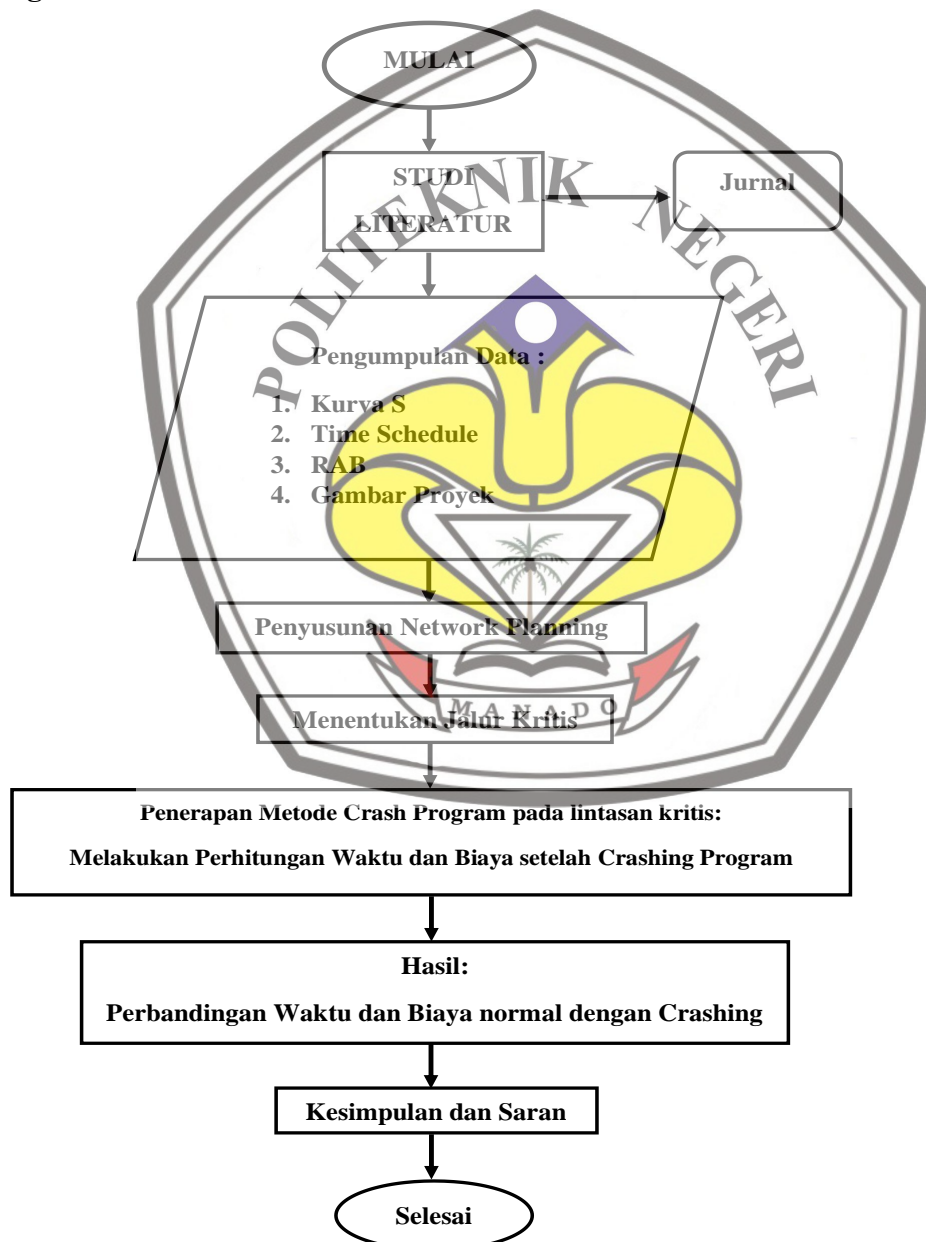 g
MULAI
STUDI
LITERATUR
Jurnal
POLITEKNIK NEGERI
Pengumpulan Data :
1. Kurva S
2. Time Schedule
3. RAB
4. Gambar Proyek
Penyusunan Network Planning
MANADO
Menentukan Jalur Kritis
Penerapan Metode Crash Program pada lintasan kritis:
Melakukan Perhitungan Waktu dan Biaya setelah Crashing Program
Hasil:
Perbandingan Waktu dan Biaya normal dengan Crashing
Kesimpulan dan Saran
Selesai